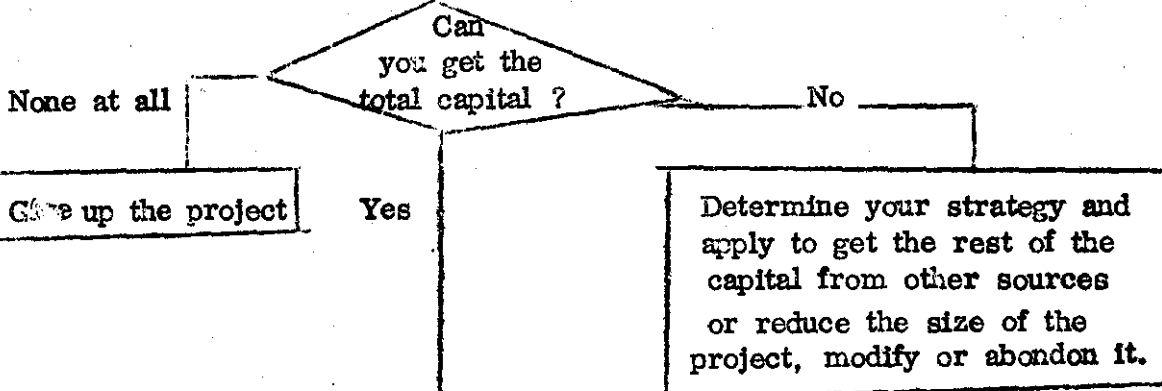 Can
you get the
total capital ?
None at all
No
Give up the project
Yes
Determine your strategy and
apply to get the rest of the
capital from other sources
or reduce the size of the
project, modify or abondon it.